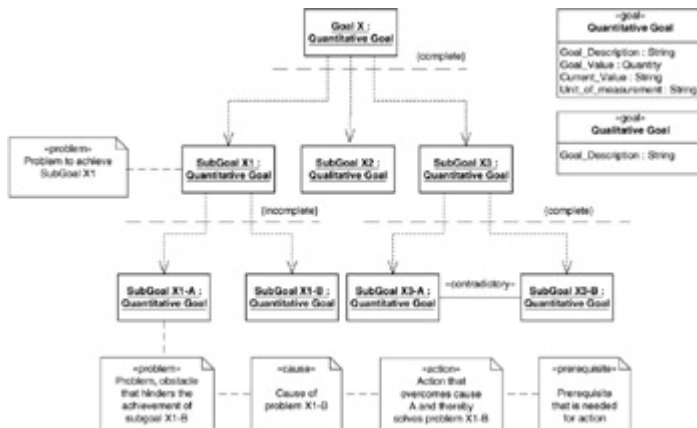 Goal X :
Quantitative Goal
{complete}
«goal»
Quantitative Goal
Goal_Description : String
Goal_Value : Quantity
Current_Value : String
Unit_of_measurement : String
«goal»
Qualitative Goal
Goal_Description : String
«problem»
Problem to achieve
SubGoal X1
SubGoal X1 :
Quantitative Goal
SubGoal X2 :
Qualitative Goal
SubGoal X3 :
Quantitative Goal
{incomplete}
{complete}
SubGoal X1-A :
Quantitative Goal
SubGoal X1-B :
Quantitative Goal
SubGoal X3-A :
Quantitative Goal
«contradictory»
SubGoal X3-B :
Quantitative Goal
«problem»
Problem, obstacle
that hinders the
achievement of
subgoal X1-B
«cause»
Cause of
problem X1-B
«action»
Action that
overcomes cause
A and thereby
solves problem X1-B
«prerequisite»
Prerequisite
that is needed
for action